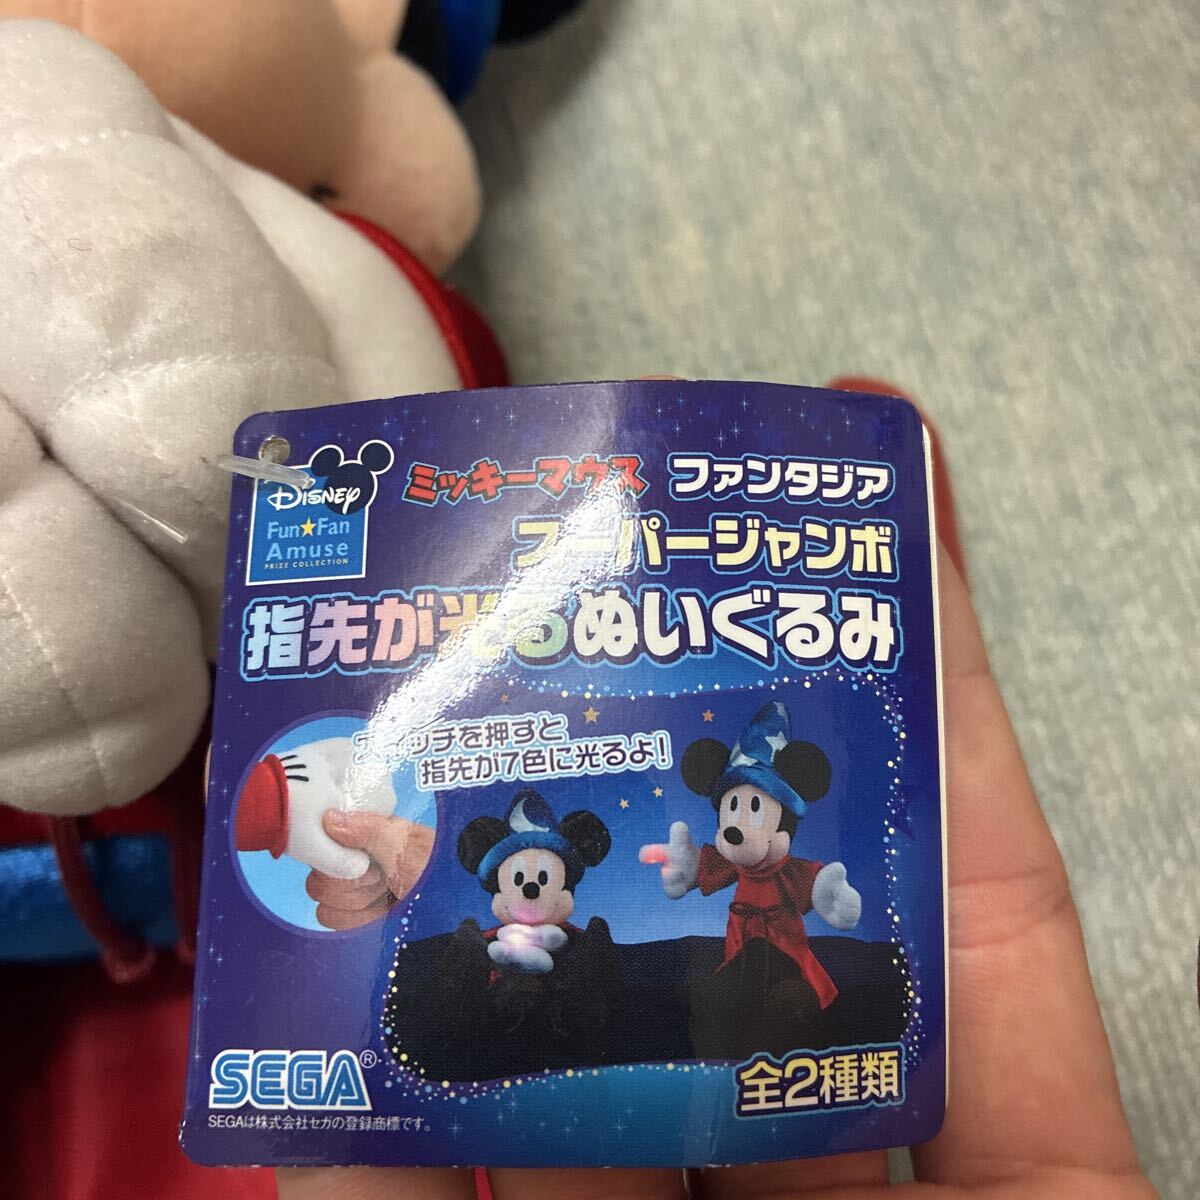 DISNEY
Fun★Fan
Amuse
PRIZE COLLECTION
ミッキーマウス ファンタジア
スーパージャンボ
指先が光るぬいぐるみ
スイッチを押すと
指先が7色に光るよ!
SEGA®
SEGAは株式会社セガの登録商標です。
全2種類